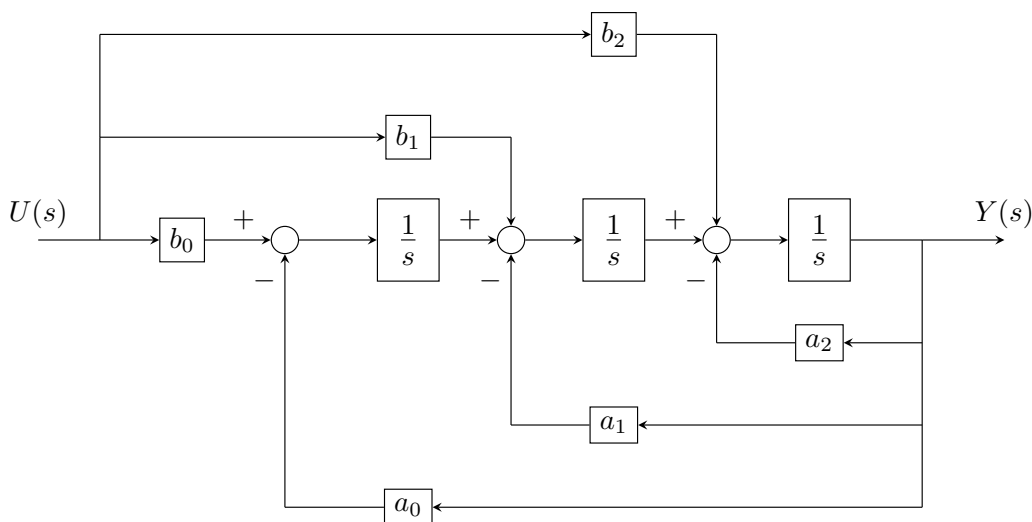 b₂
b₁
U(s) b₀ + − 1/s + − 1/s + − 1/s Y(s)
a₂
a₁
a₀